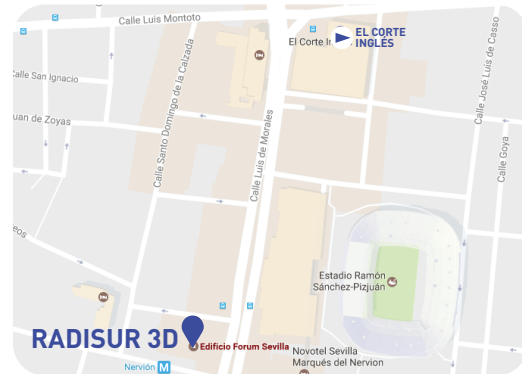 Calle Luis Montoto
EL CORTE
INGLÉS
El Corte In
Calle San Ignacio
uan de Zoyas
eos
Calle Santo Domingo de la Calzada
Calle Luis de Morales
Calle José Luis de Casso
Calle Goya
Estadio Ramón
Sánchez-Pizjuán
RADISUR 3D
Edificio Forum Sevilla
Novotel Sevilla
Marqués del Nervion
Nervión M